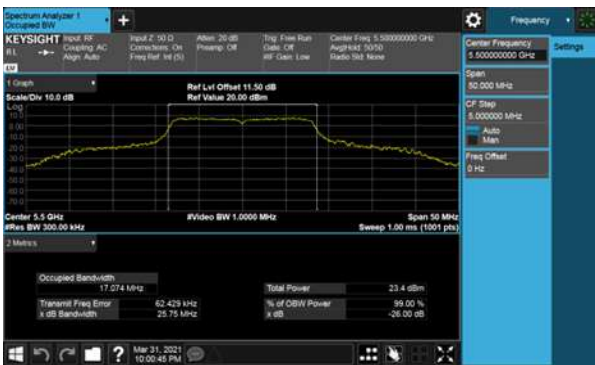 Spectrum Analyzer 1
Occupied BW
+
Frequency
KEYSIGHT Input: RF
Coupling: AC
Align: Auto
RL
Input Z: 50 Ω
Corrections: On
Freq Ref: Int (S)
Atten: 20 dB
Preamp: Off
Trig: Free Run
Gate: Off
#IF Gain: Low
Center Freq: 5.500000000 GHz
Avg|Hold: 50/50
Radio Std: None
Center Frequency
5.500000000 GHz
Settings
Span
50.000 MHz
CF Step
5.000000 MHz
Auto
Man
Freq Offset
0 Hz
1 Graph
Scale/Div 10.0 dB
Ref Lvl Offset 11.50 dB
Ref Value 20.00 dBm
Log
10.0
0.00
-10.0
-20.0
-30.0
-40.0
-50.0
-60.0
-70.0
Center 5.5 GHz
#Res BW 300.00 kHz
#Video BW 1.0000 MHz
Span 50 MHz
Sweep 1.00 ms (1001 pts)
2 Metrics
Occupied Bandwidth
17.074 MHz
Total Power 23.4 dBm
Transmit Freq Error 62.429 kHz
% of OBW Power 99.00 %
x dB Bandwidth 25.75 MHz
x dB -26.00 dB
?
Mar 31, 2021
10:00:45 PM